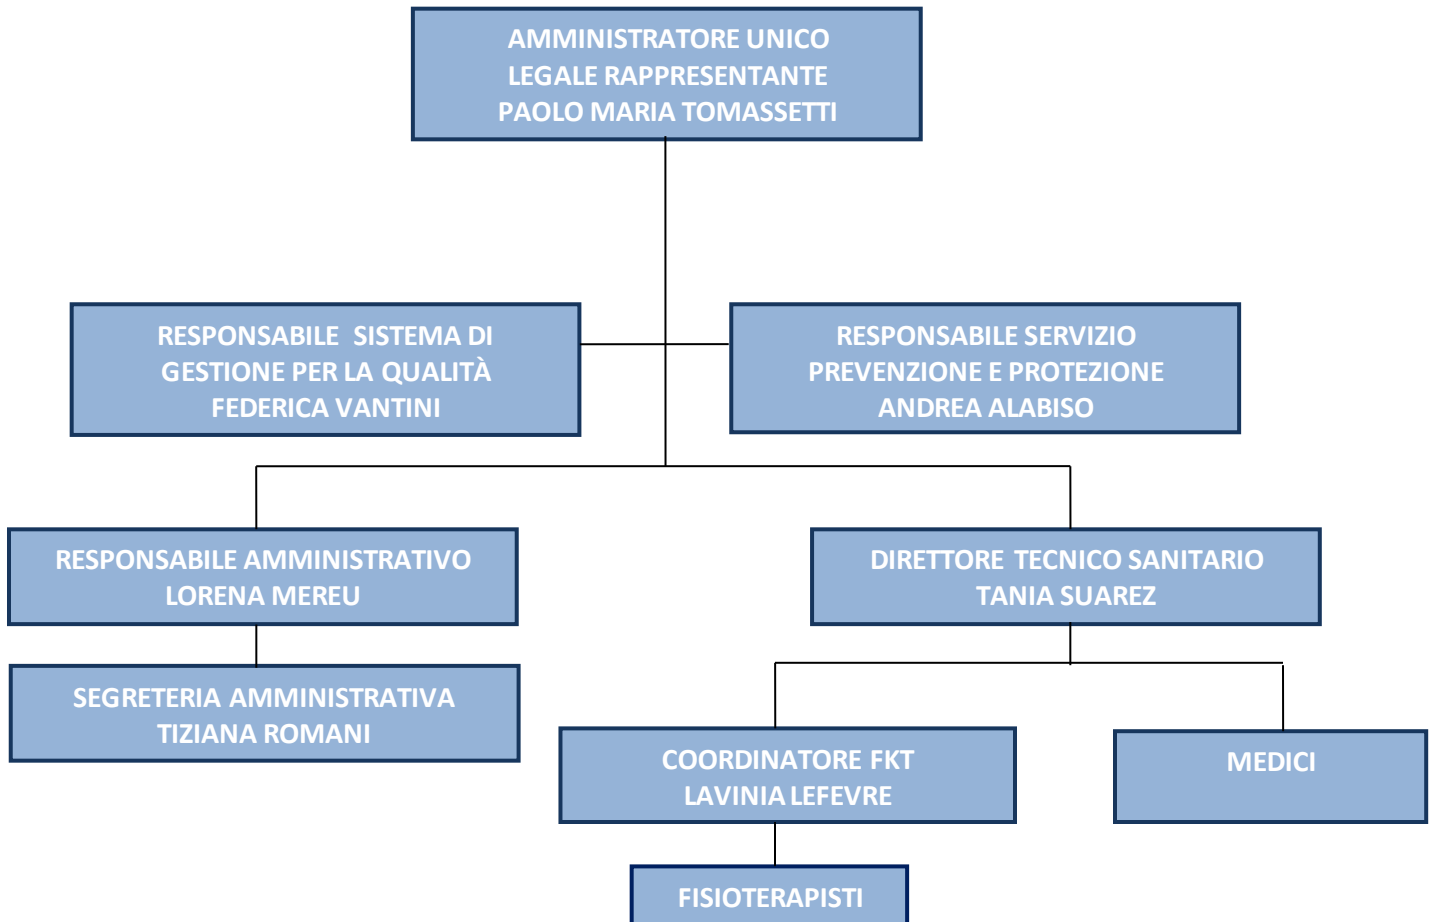 AMMINISTRATORE UNICO
LEGALE RAPPRESENTANTE
PAOLO MARIA TOMASSETTI
RESPONSABILE SISTEMA DI
GESTIONE PER LA QUALITÀ
FEDERICA VANTINI
RESPONSABILE SERVIZIO
PREVENZIONE E PROTEZIONE
ANDREA ALABISO
RESPONSABILE AMMINISTRATIVO
LORENA MEREU
DIRETTORE TECNICO SANITARIO
TANIA SUAREZ
SEGRETERIA AMMINISTRATIVA
TIZIANA ROMANI
COORDINATORE FKT
LAVINIA LEFEVRE
MEDICI
FISIOTERAPISTI